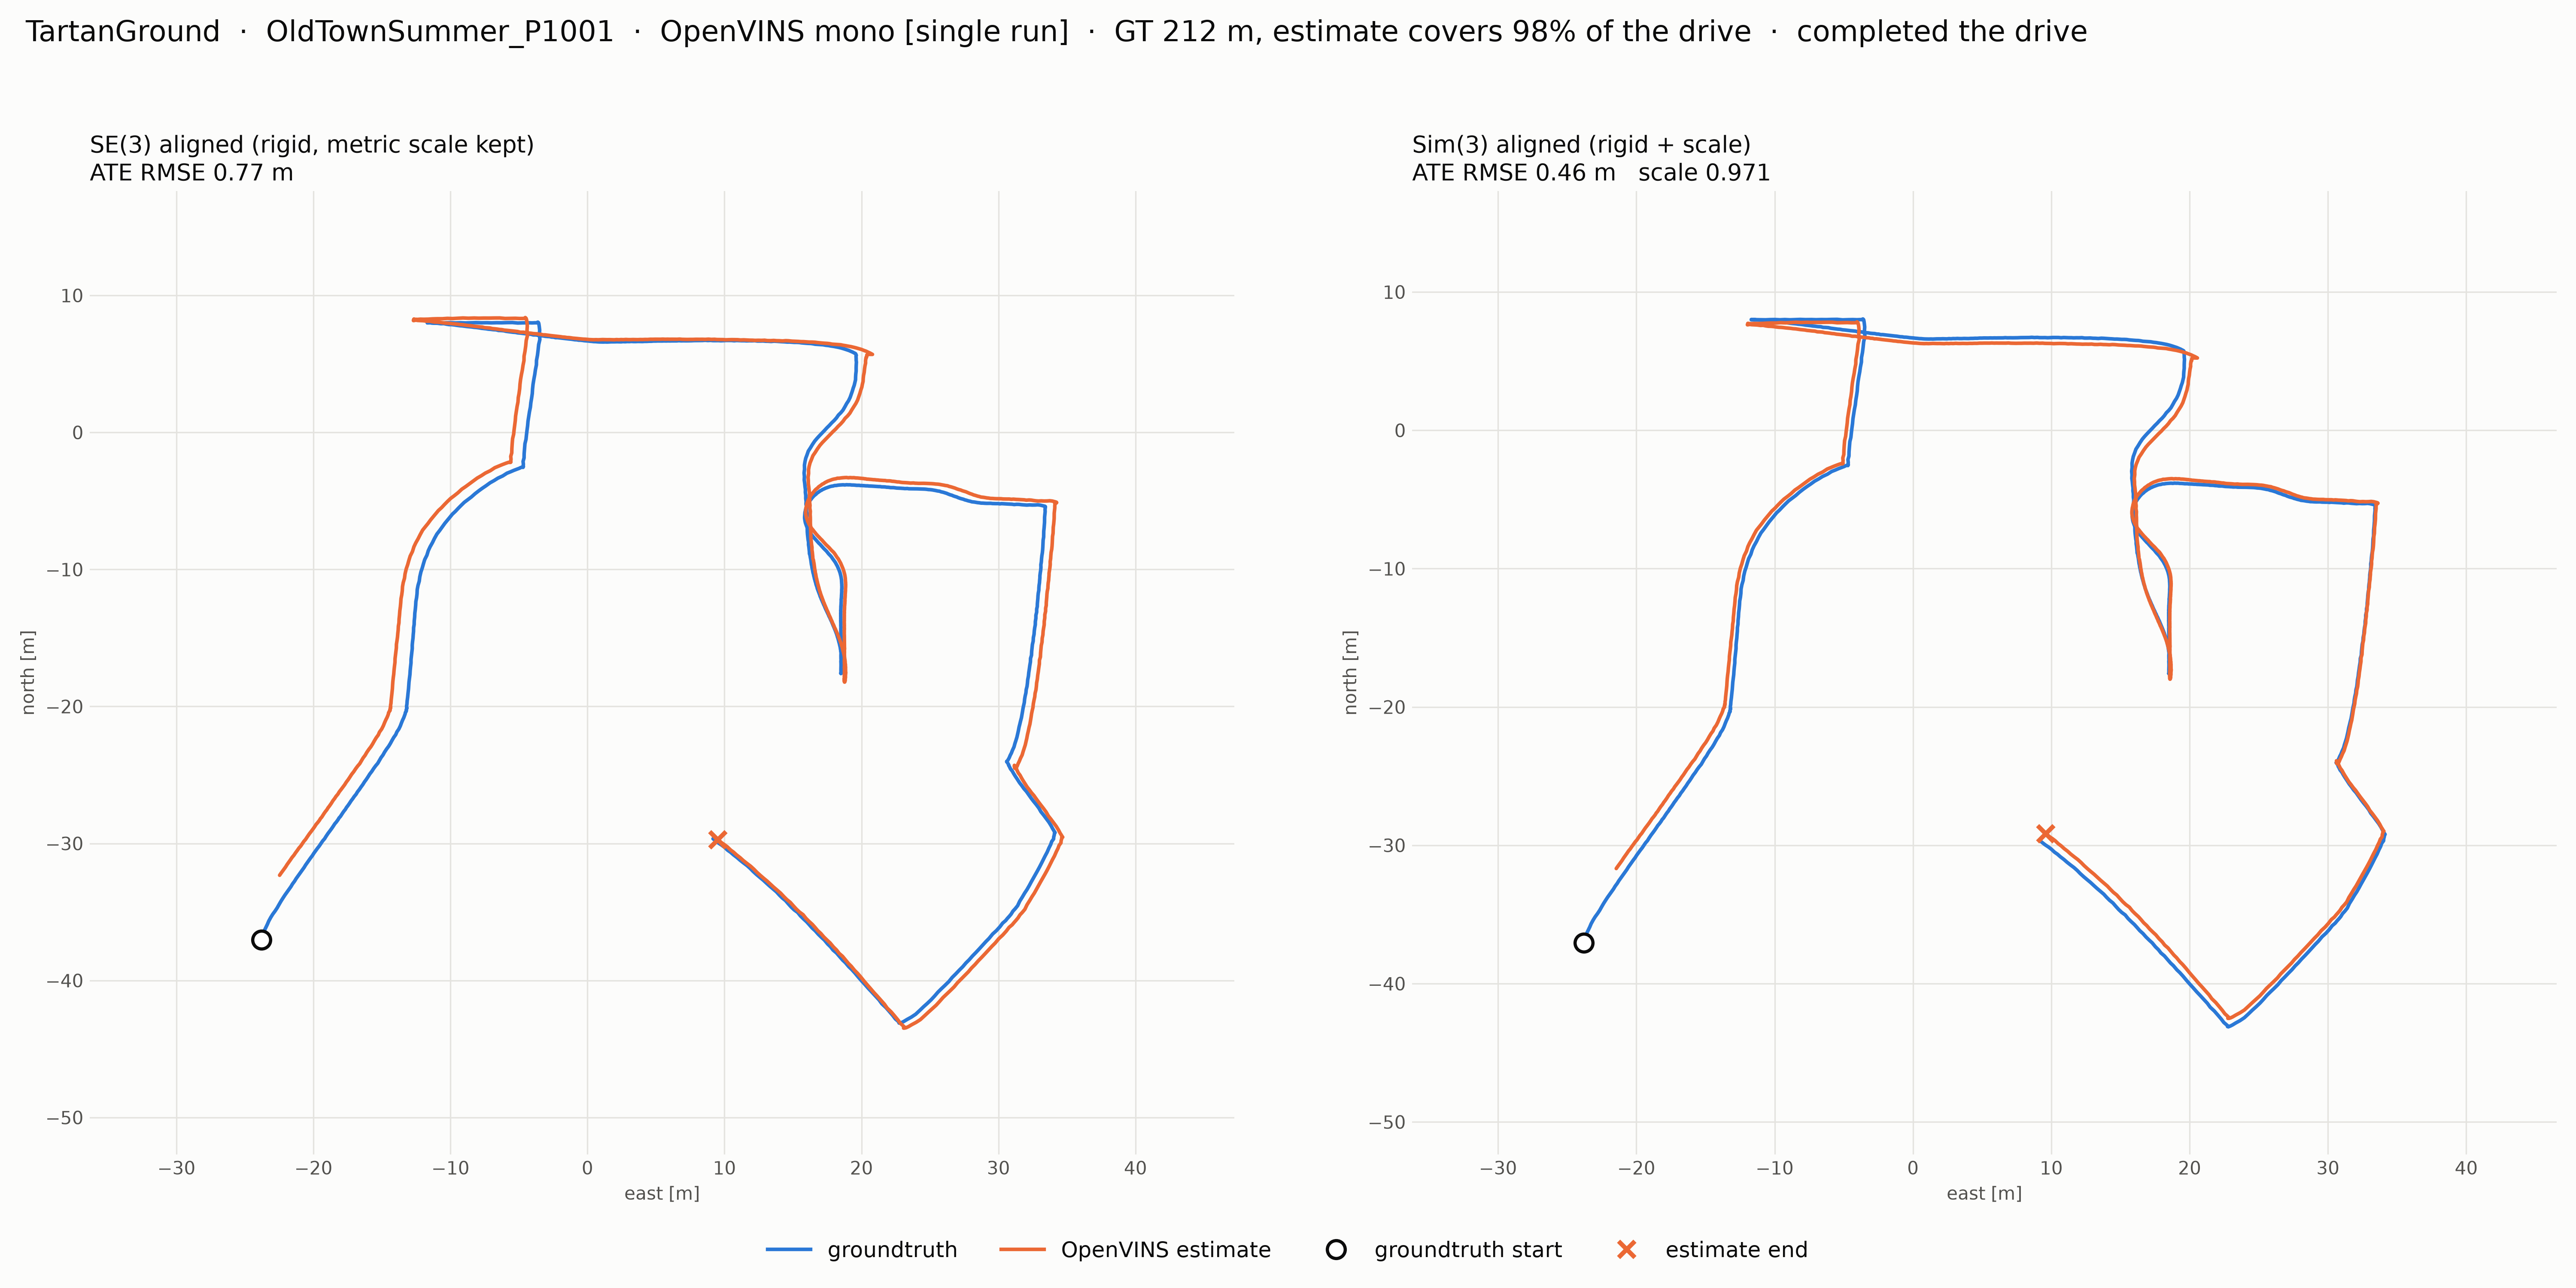 TartanGround · OldTownSummer_P1001 · OpenVINS mono [single run] · GT 212 m, estimate covers 98% of the drive · completed the drive
SE(3) aligned (rigid, metric scale kept)
ATE RMSE 0.77 m
10
0
−10
−20
−30
−40
−50
north [m]
−30
−20
−10
0
10
20
30
40
east [m]
Sim(3) aligned (rigid + scale)
ATE RMSE 0.46 m   scale 0.971
10
0
−10
−20
−30
−40
−50
north [m]
−30
−20
−10
0
10
20
30
40
east [m]
groundtruth
OpenVINS estimate
groundtruth start
estimate end